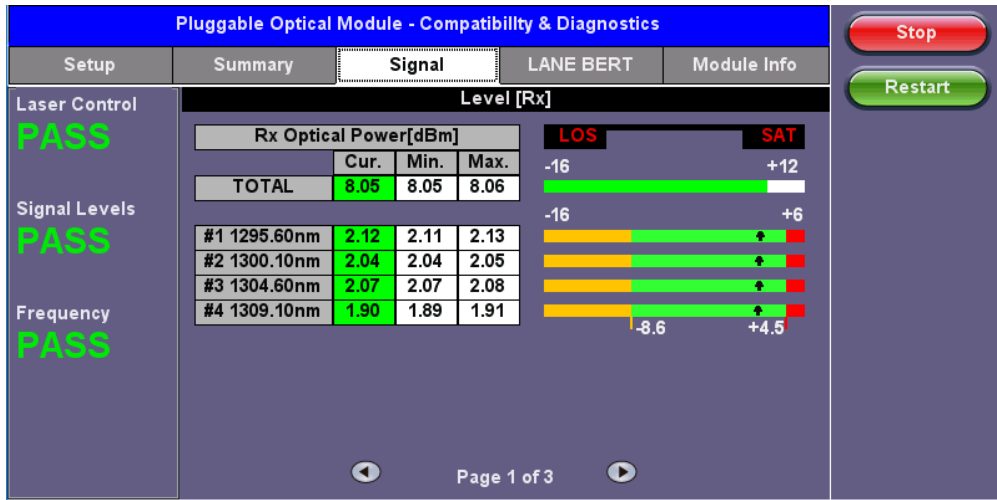 Pluggable Optical Module - Compatibillty & Diagnostics
Stop
Restart
Setup Summary Signal LANE BERT Module Info
Laser Control
PASS
Signal Levels
PASS
Frequency
PASS
Level [Rx]
Rx Optical Power[dBm]
Cur. Min. Max.
TOTAL 8.05 8.05 8.06
#1 1295.60nm 2.12 2.11 2.13
#2 1300.10nm 2.04 2.04 2.05
#3 1304.60nm 2.07 2.07 2.08
#4 1309.10nm 1.90 1.89 1.91
LOS SAT
-16 +12
-16 +6
-8.6 +4.5
Page 1 of 3